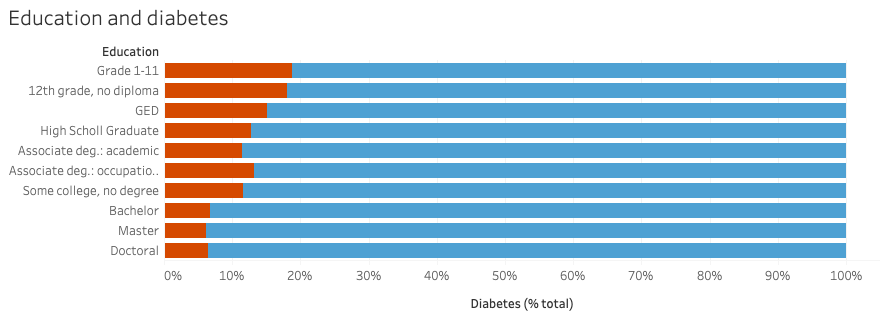 Education and diabetes
Education
Grade 1-11
12th grade, no diploma
GED
High Scholl Graduate
Associate deg.: academic
Associate deg.: occupatio..
Some college, no degree
Bachelor
Master
Doctoral
0% 10% 20% 30% 40% 50% 60% 70% 80% 90% 100%
Diabetes (% total)